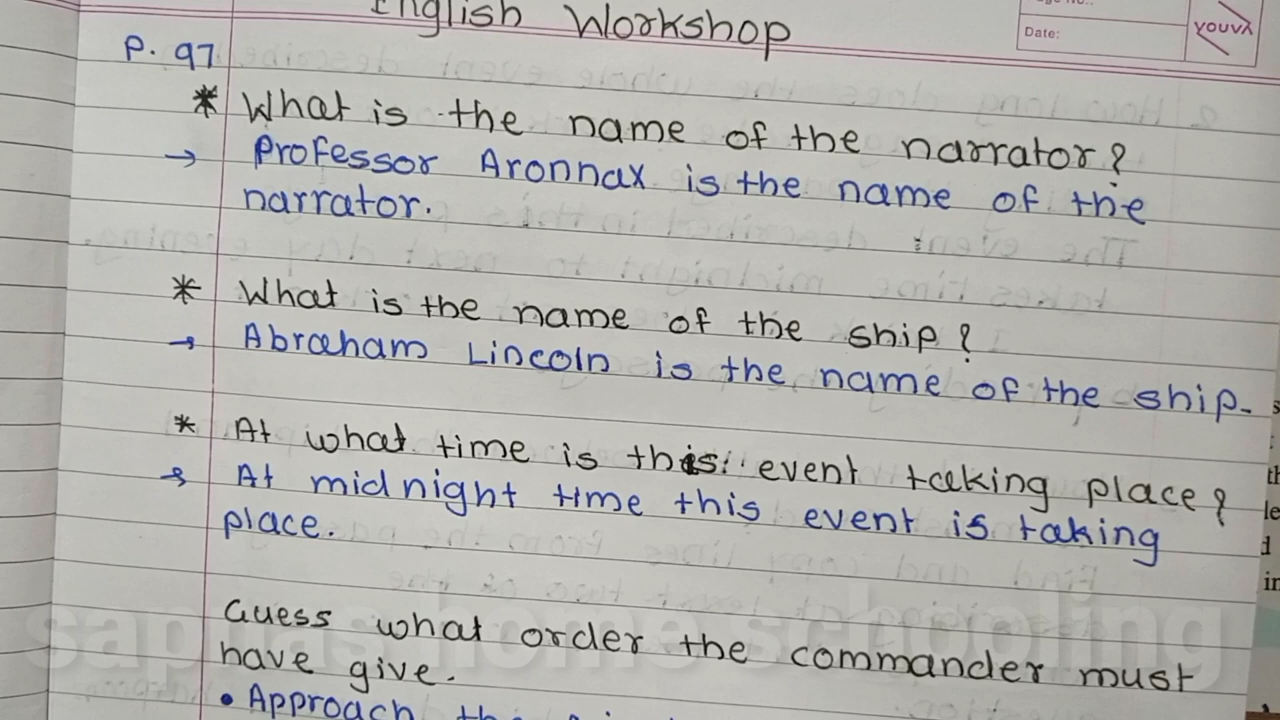 English Workshop
Date:
YOUVA
P. 97
* What is the name of the narrator?
→ Professor Aronnax is the name of the
narrator.
* What is the name of the ship?
→ Abraham Lincoln is the name of the ship.
* At what time is this event taking place?
→ At midnight time this event is taking
place.
Guess what order the commander must
have give.
• Approach
sapnas home schooling